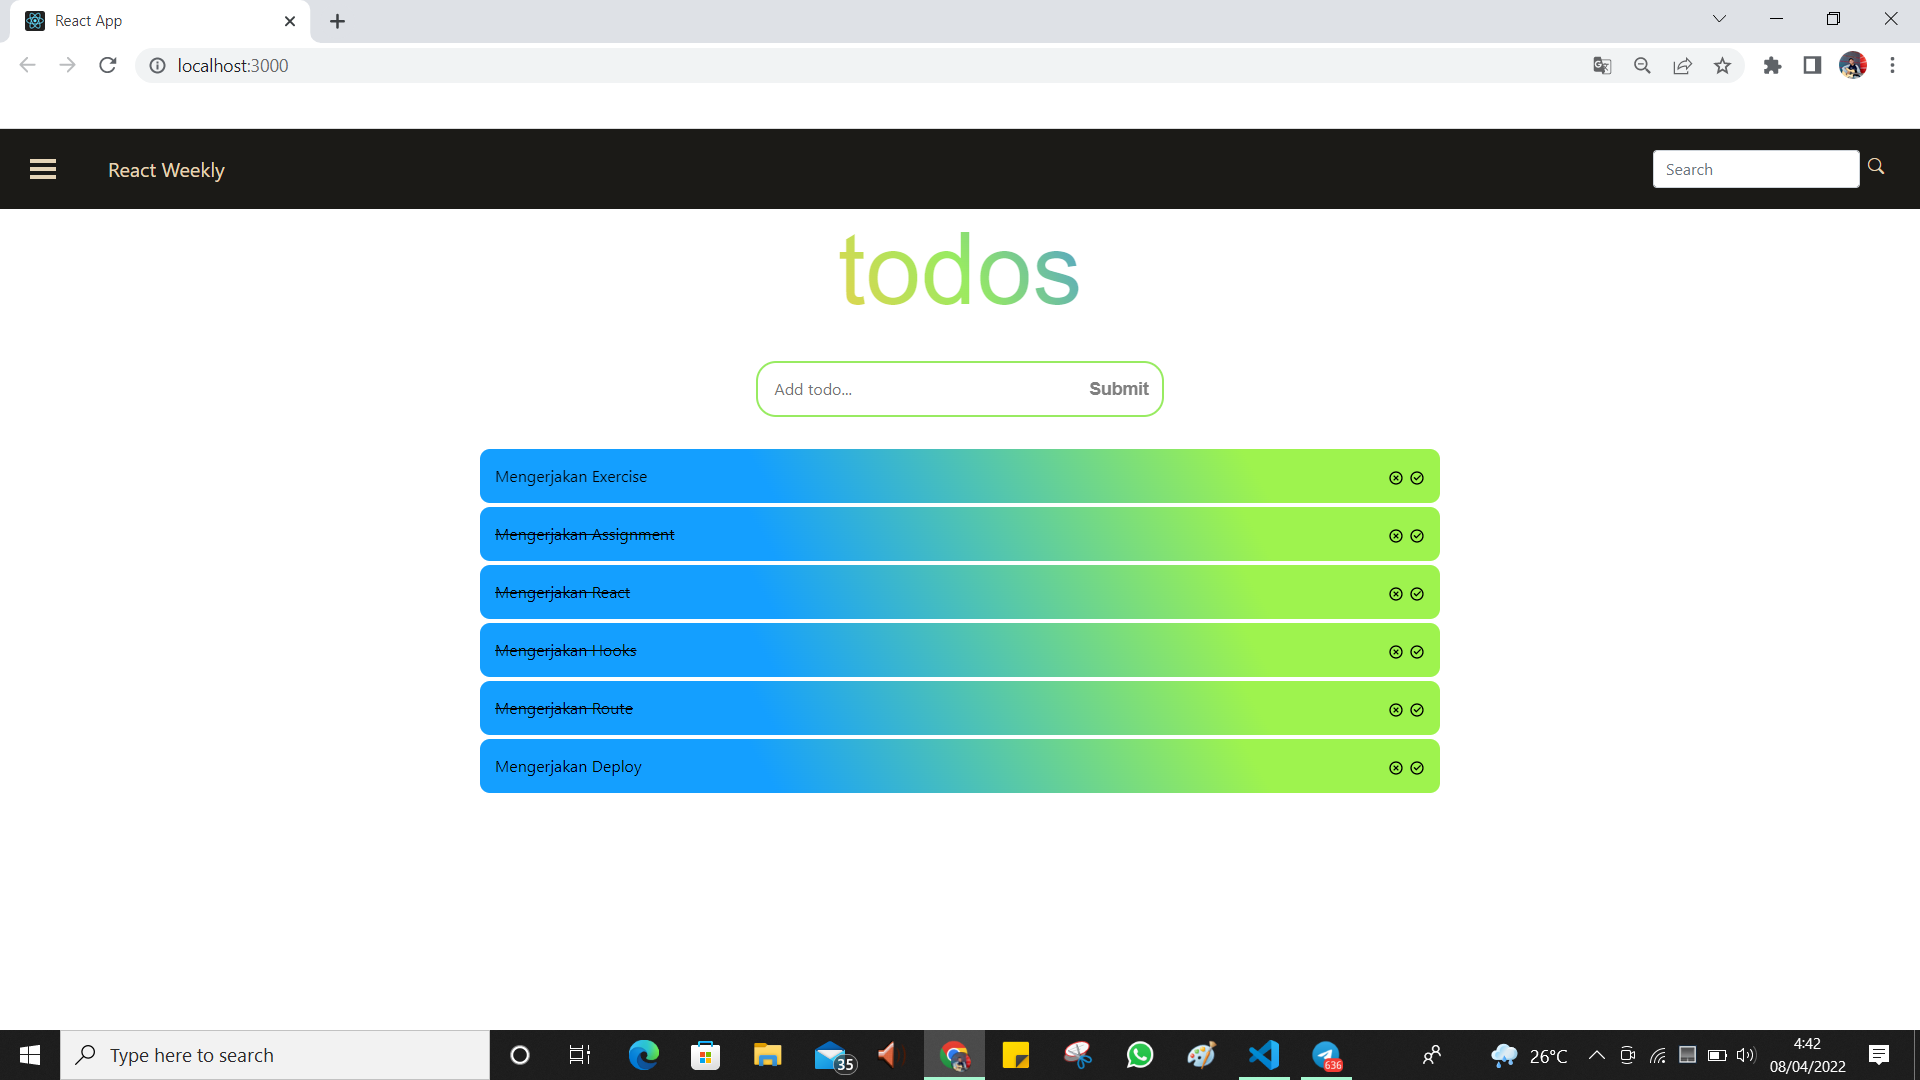 React App
localhost:3000
React Weekly
Search
todos
Add todo...
Submit
Mengerjakan Exercise
Mengerjakan Assignment
Mengerjakan React
Mengerjakan Hooks
Mengerjakan Route
Mengerjakan Deploy
Type here to search
35
636
26°C
4:42
08/04/2022